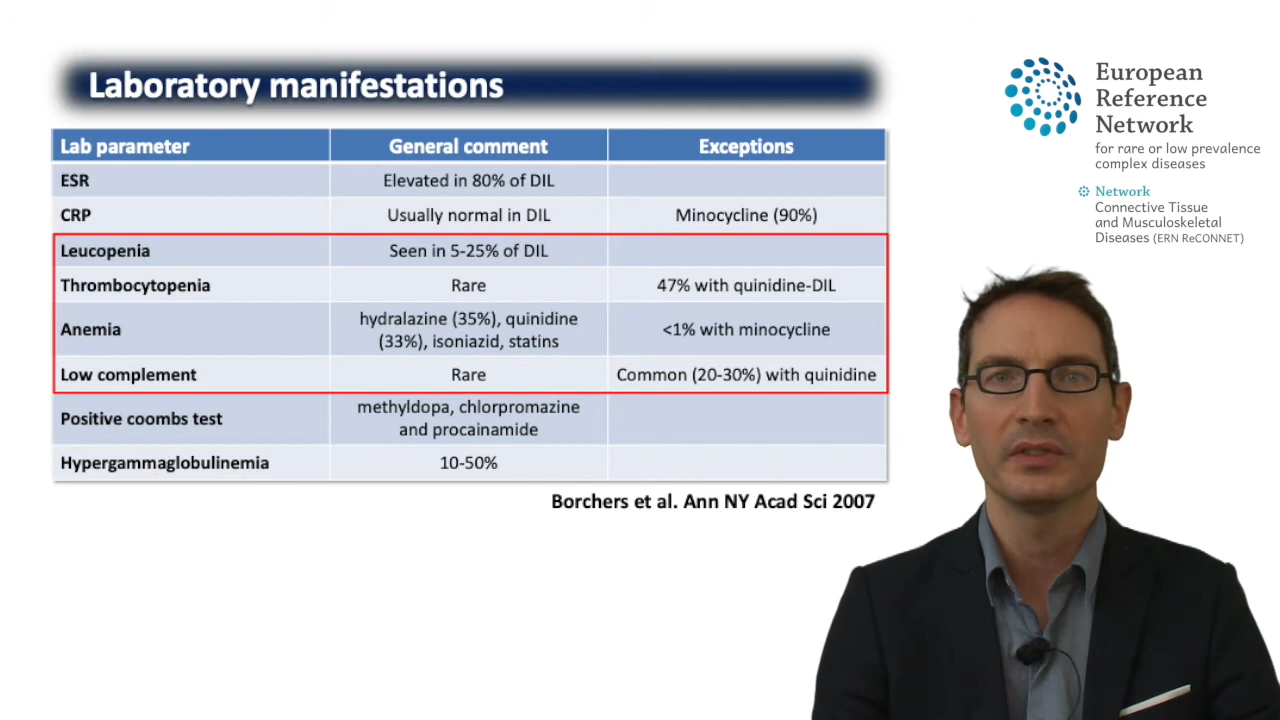 Laboratory manifestations
Lab parameter General comment Exceptions
ESR Elevated in 80% of DIL
CRP Usually normal in DIL Minocycline (90%)
Leucopenia Seen in 5-25% of DIL
Thrombocytopenia Rare 47% with quinidine-DIL
Anemia hydralazine (35%), quinidine
(33%), isoniazid, statins <1% with minocycline
Low complement Rare Common (20-30%) with quinidine
Positive coombs test methyldopa, chlorpromazine
and procainamide
Hypergammaglobulinemia 10-50%
Borchers et al. Ann NY Acad Sci 2007
European
Reference
Network
for rare or low prevalence
complex diseases
Network
Connective Tissue
and Musculoskeletal
Diseases (ERN ReCONNET)